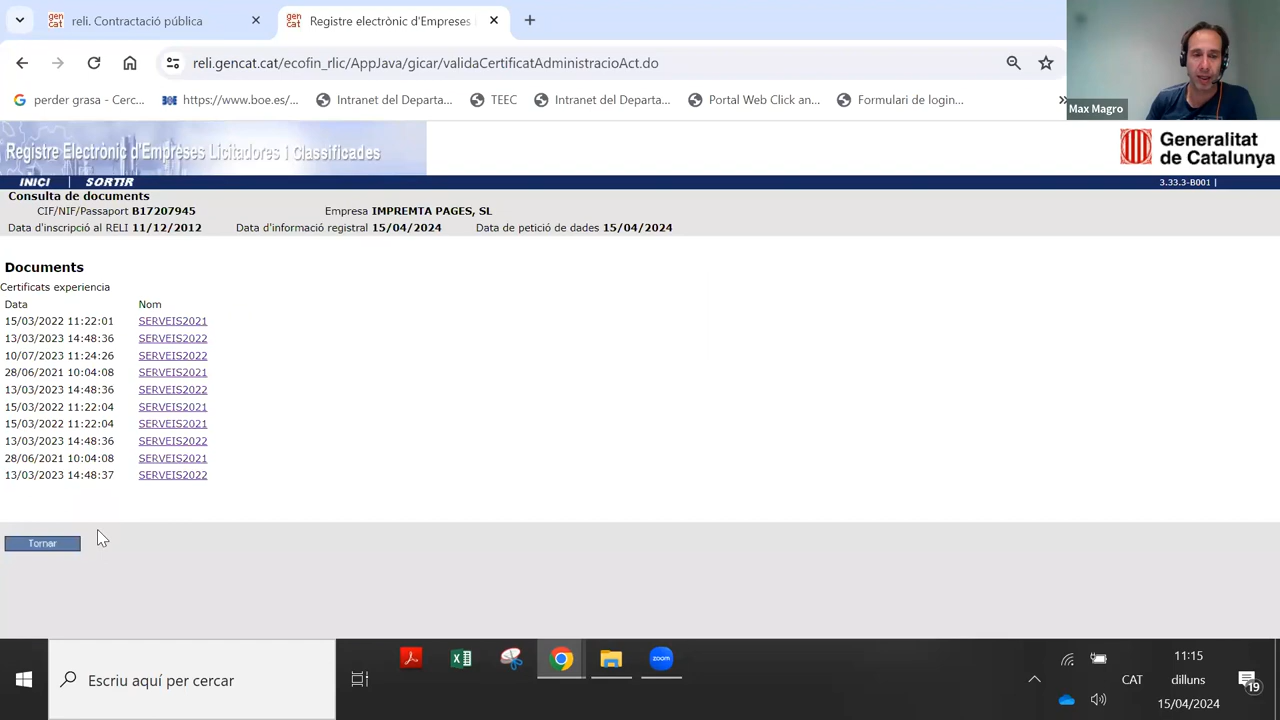 gen
cat
reli. Contractació pública
gen
cat
Registre electrònic d'Empreses
reli.gencat.cat/ecofin_rlic/AppJava/gicar/validaCertificatAdministracioAct.do
perder grasa - Cerc...
https://www.boe.es/...
Intranet del Departa...
TEEC
Intranet del Departa...
Portal Web Click an...
Formulari de login...
Max Magro
Registre Electrònic d'Empreses Licitadores i Classificades
Generalitat
de Catalunya
INICI | SORTIR
3.33.3-B001 |
Consulta de documents
CIF/NIF/Passaport B17207945 Empresa IMPREMTA PAGES, SL
Data d'inscripció al RELI 11/12/2012 Data d'informació registral 15/04/2024 Data de petició de dades 15/04/2024
Documents
Certificats experiencia
Data Nom
15/03/2022 11:22:01 SERVEIS2021
13/03/2023 14:48:36 SERVEIS2022
10/07/2023 11:24:26 SERVEIS2022
28/06/2021 10:04:08 SERVEIS2021
13/03/2023 14:48:36 SERVEIS2022
15/03/2022 11:22:04 SERVEIS2021
15/03/2022 11:22:04 SERVEIS2021
13/03/2023 14:48:36 SERVEIS2022
28/06/2021 10:04:08 SERVEIS2021
13/03/2023 14:48:37 SERVEIS2022
Tornar
Escriu aquí per cercar
zoom
CAT
11:15
dilluns
15/04/2024
19